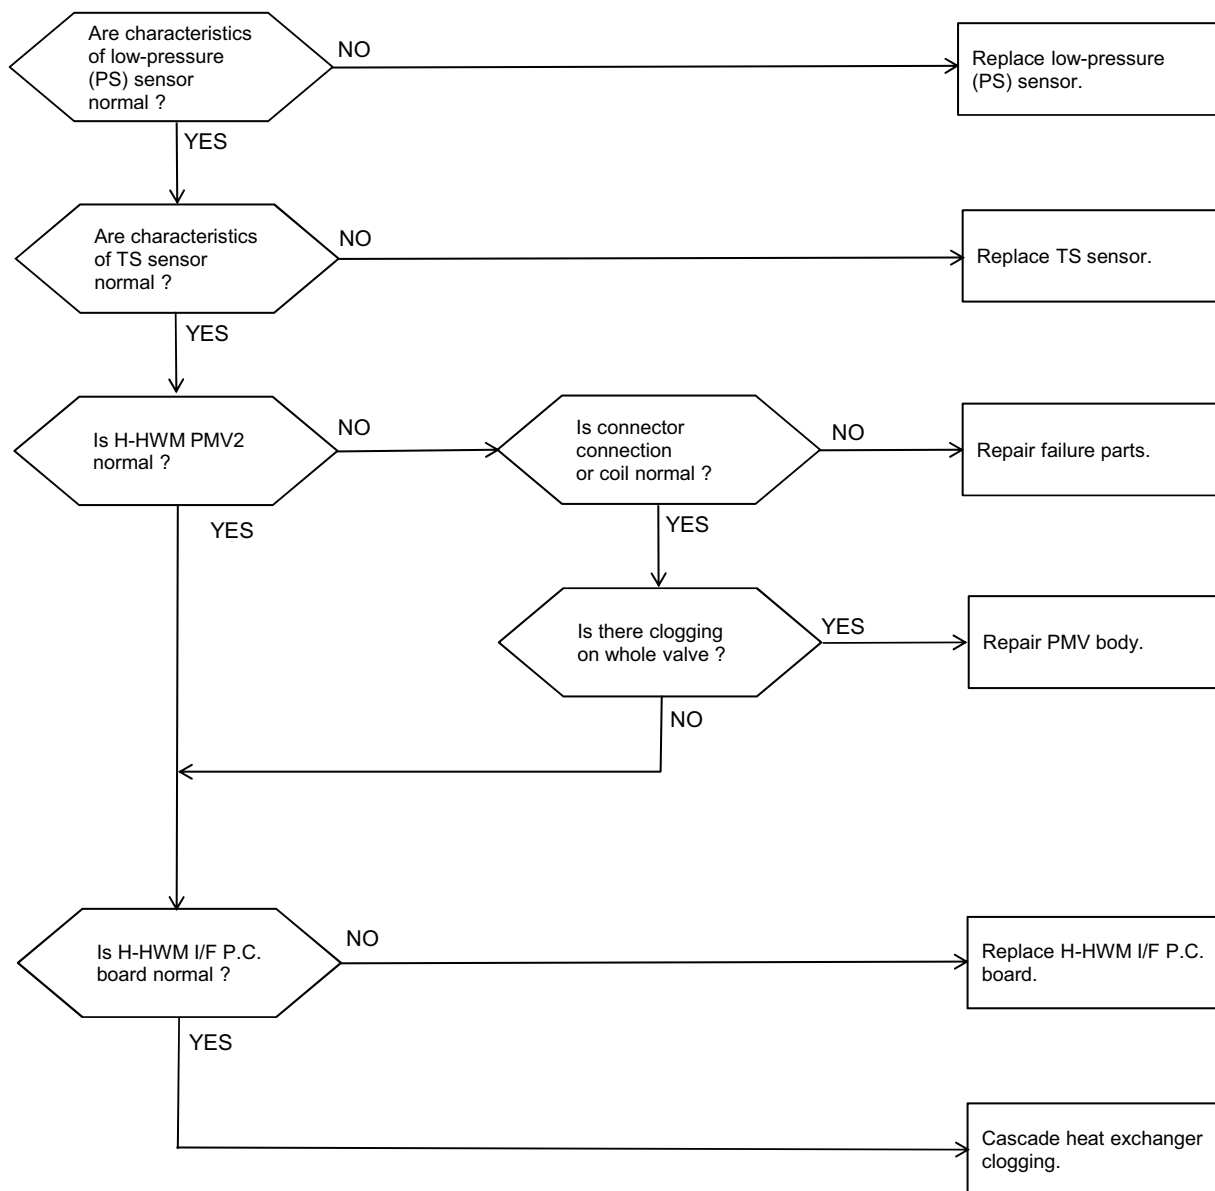 Are characteristics
of low-pressure
(PS) sensor
normal ?
NO
Replace low-pressure
(PS) sensor.
YES
Are characteristics
of TS sensor
normal ?
NO
Replace TS sensor.
YES
Is H-HWM PMV2
normal ?
NO
Is connector
connection
or coil normal ?
NO
Repair failure parts.
YES
YES
Is there clogging
on whole valve ?
YES
Repair PMV body.
NO
Is H-HWM I/F P.C.
board normal ?
NO
Replace H-HWM I/F P.C.
board.
YES
Cascade heat exchanger
clogging.